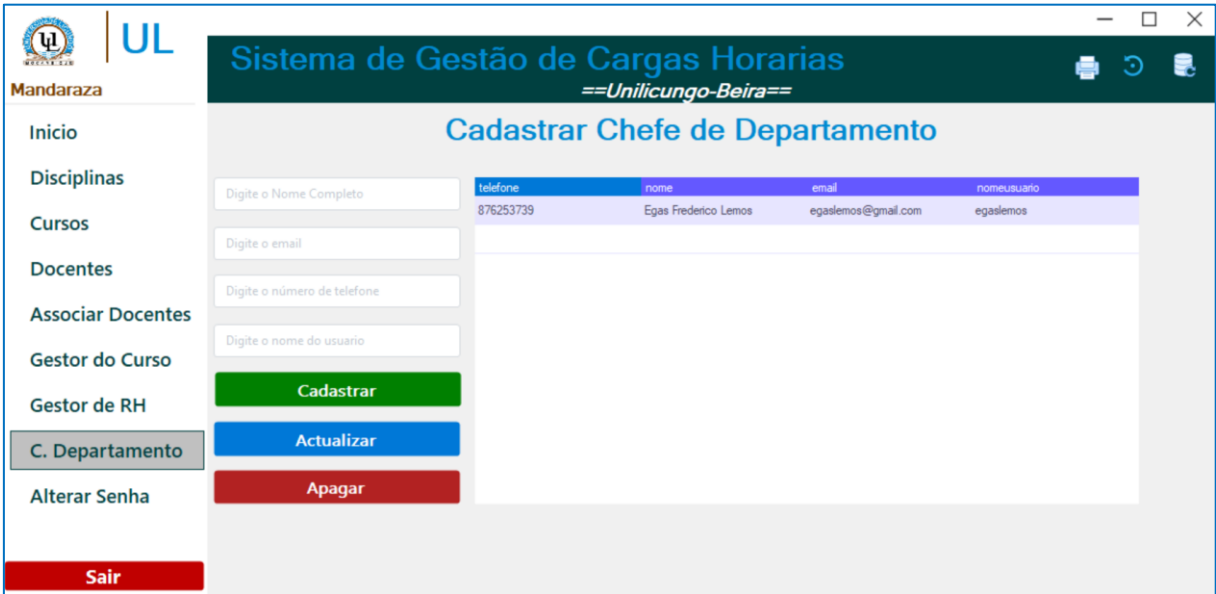 UL
Mandaraza
Sistema de Gestão de Cargas Horarias
==Unilicungo-Beira==
Inicio
Disciplinas
Cursos
Docentes
Associar Docentes
Gestor do Curso
Gestor de RH
C. Departamento
Alterar Senha
Sair
Cadastrar Chefe de Departamento
Digite o Nome Completo
Digite o email
Digite o número de telefone
Digite o nome do usuario
Cadastrar
Actualizar
Apagar
telefone nome email nomeusuario
876253739 Egas Frederico Lemos egaslemos@gmail.com egaslemos